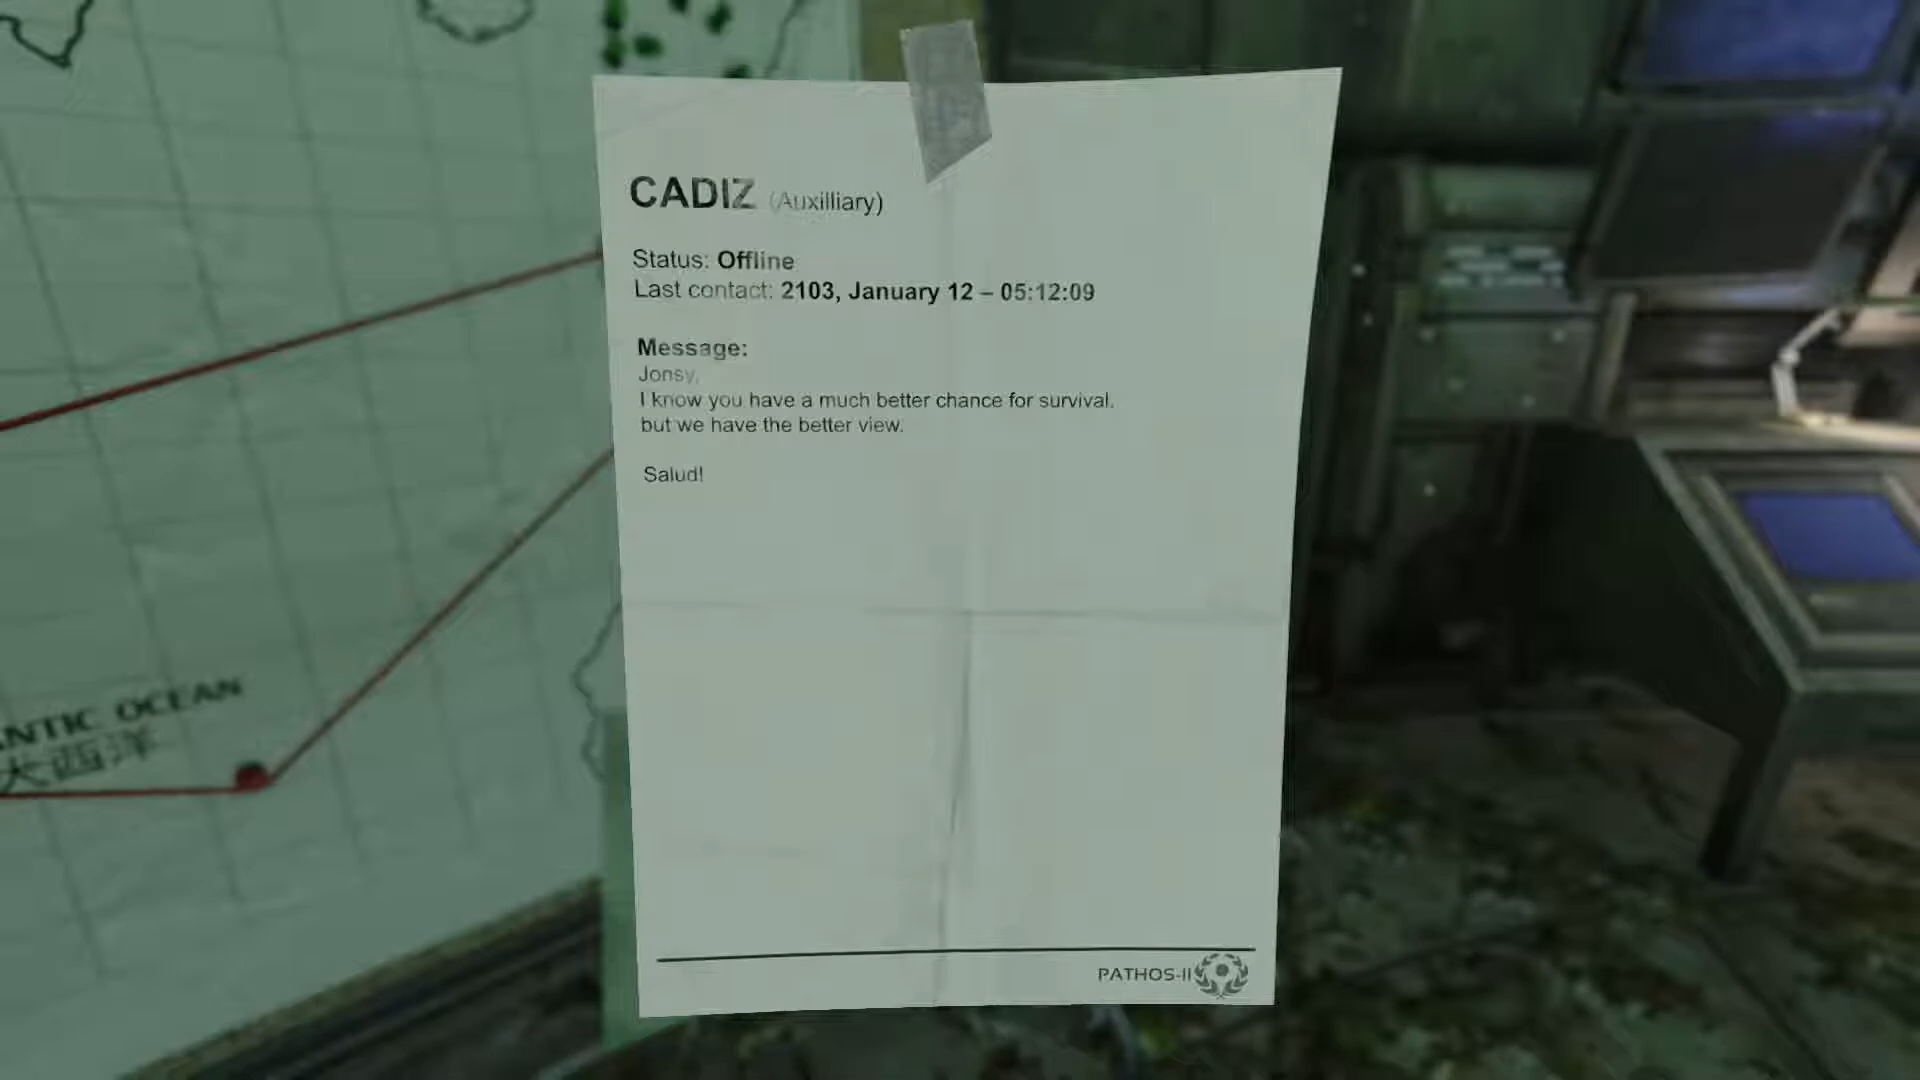 CADIZ (Auxilliary)
Status: Offline
Last contact: 2103, January 12 – 05:12:09
Message:
Jonsy,
I know you have a much better chance for survival,
but we have the better view.
Salud!
PATHOS-II
ANTIC OCEAN
大西洋